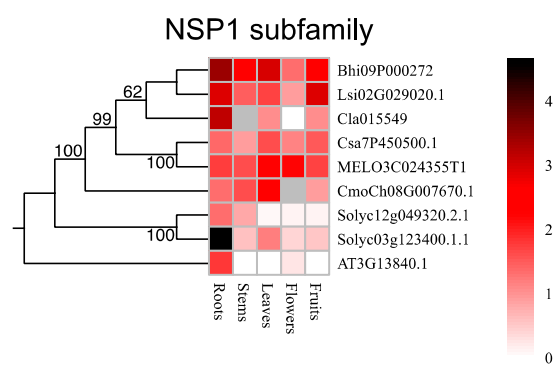 NSP1 subfamily
62
99
100
100
100
Bhi09P000272
Lsi02G029020.1
Cla015549
Csa7P450500.1
MELO3C024355T1
CmoCh08G007670.1
Solyc12g049320.2.1
Solyc03g123400.1.1
AT3G13840.1
Roots
Stems
Leaves
Flowers
Fruits
4
3
2
1
0